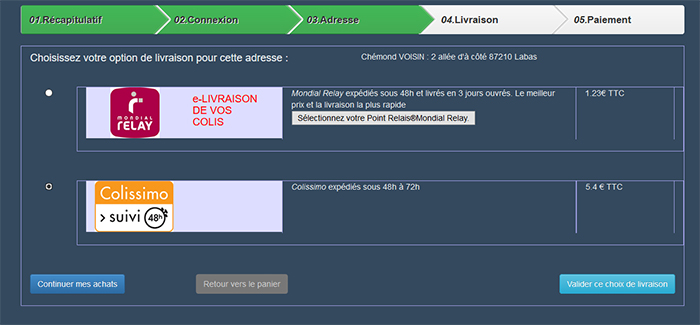 01.Récapitulatif 02.Connexion 03.Adresse 04.Livraison 05.Paiement
Choisissez votre option de livraison pour cette adresse : Chémond VOISIN : 2 allée d'à côté 87210 Labas
MONDIAL
RELAY
e-LIVRAISON
DE VOS
COLIS
Mondial Relay expédiés sous 48h et livrés en 3 jours ouvrés. Le meilleur
prix et la livraison la plus rapide
Sélectionnez votre Point Relais®Mondial Relay.
1.23€ TTC
Colissimo
> suivi 48h
Colissimo expédiés sous 48h à 72h
5.4 € TTC
Continuer mes achats Retour vers le panier Valider ce choix de livraison